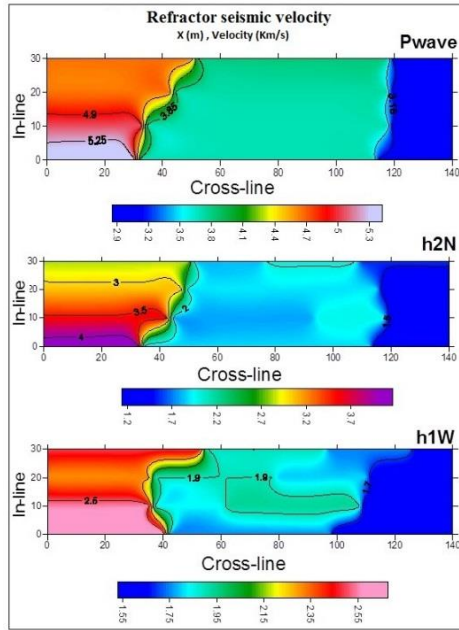 Refractor seismic velocity
X (m) , Velocity (Km/s)
Pwave
30
20
10
0
In-line
4.9
5.25
3.85
0 20 40 60 80 100 120 140
Cross-line
2.9 3.2 3.5 3.8 4.1 4.4 4.7 5 5.3
h2N
30
20
10
0
In-line
3
3.5
4
2
0 20 40 60 80 100 120 140
Cross-line
1.2 1.7 2.2 2.7 3.2 3.7
h1W
30
20
10
0
In-line
2.5
1.9
1.9
1.7
0 20 40 60 80 100 120 140
Cross-line
1.55 1.75 1.95 2.15 2.35 2.55